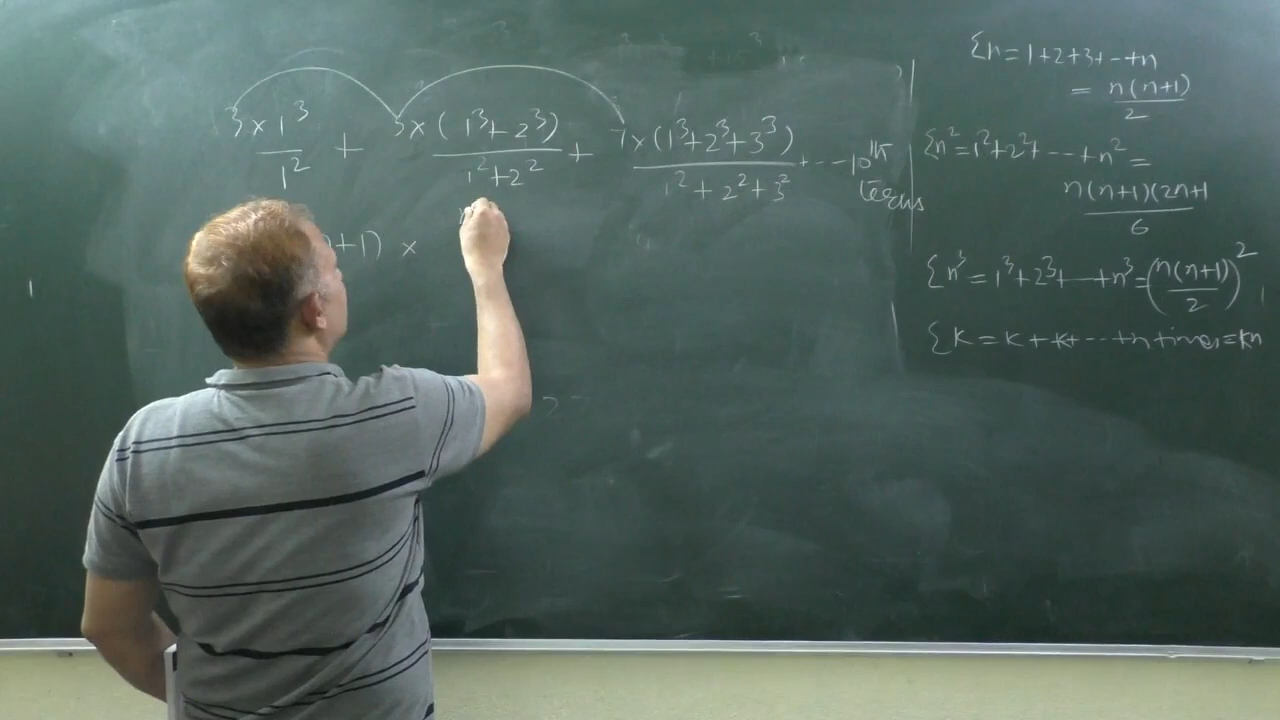 3×1³/1² + 5×(1³+2³)/(1²+2²) + 7×(1³+2³+3³)/(1²+2²+3²) + --- 10th terms
+1) ×
Σn = 1+2+3+---+n
= n(n+1)/2
Σn² = 1²+2²+---+n² =
n(n+1)(2n+1/6
Σn³ = 1³+2³+---+n³ = (n(n+1)/2)²
ΣK = K+K+---+n times = Kn